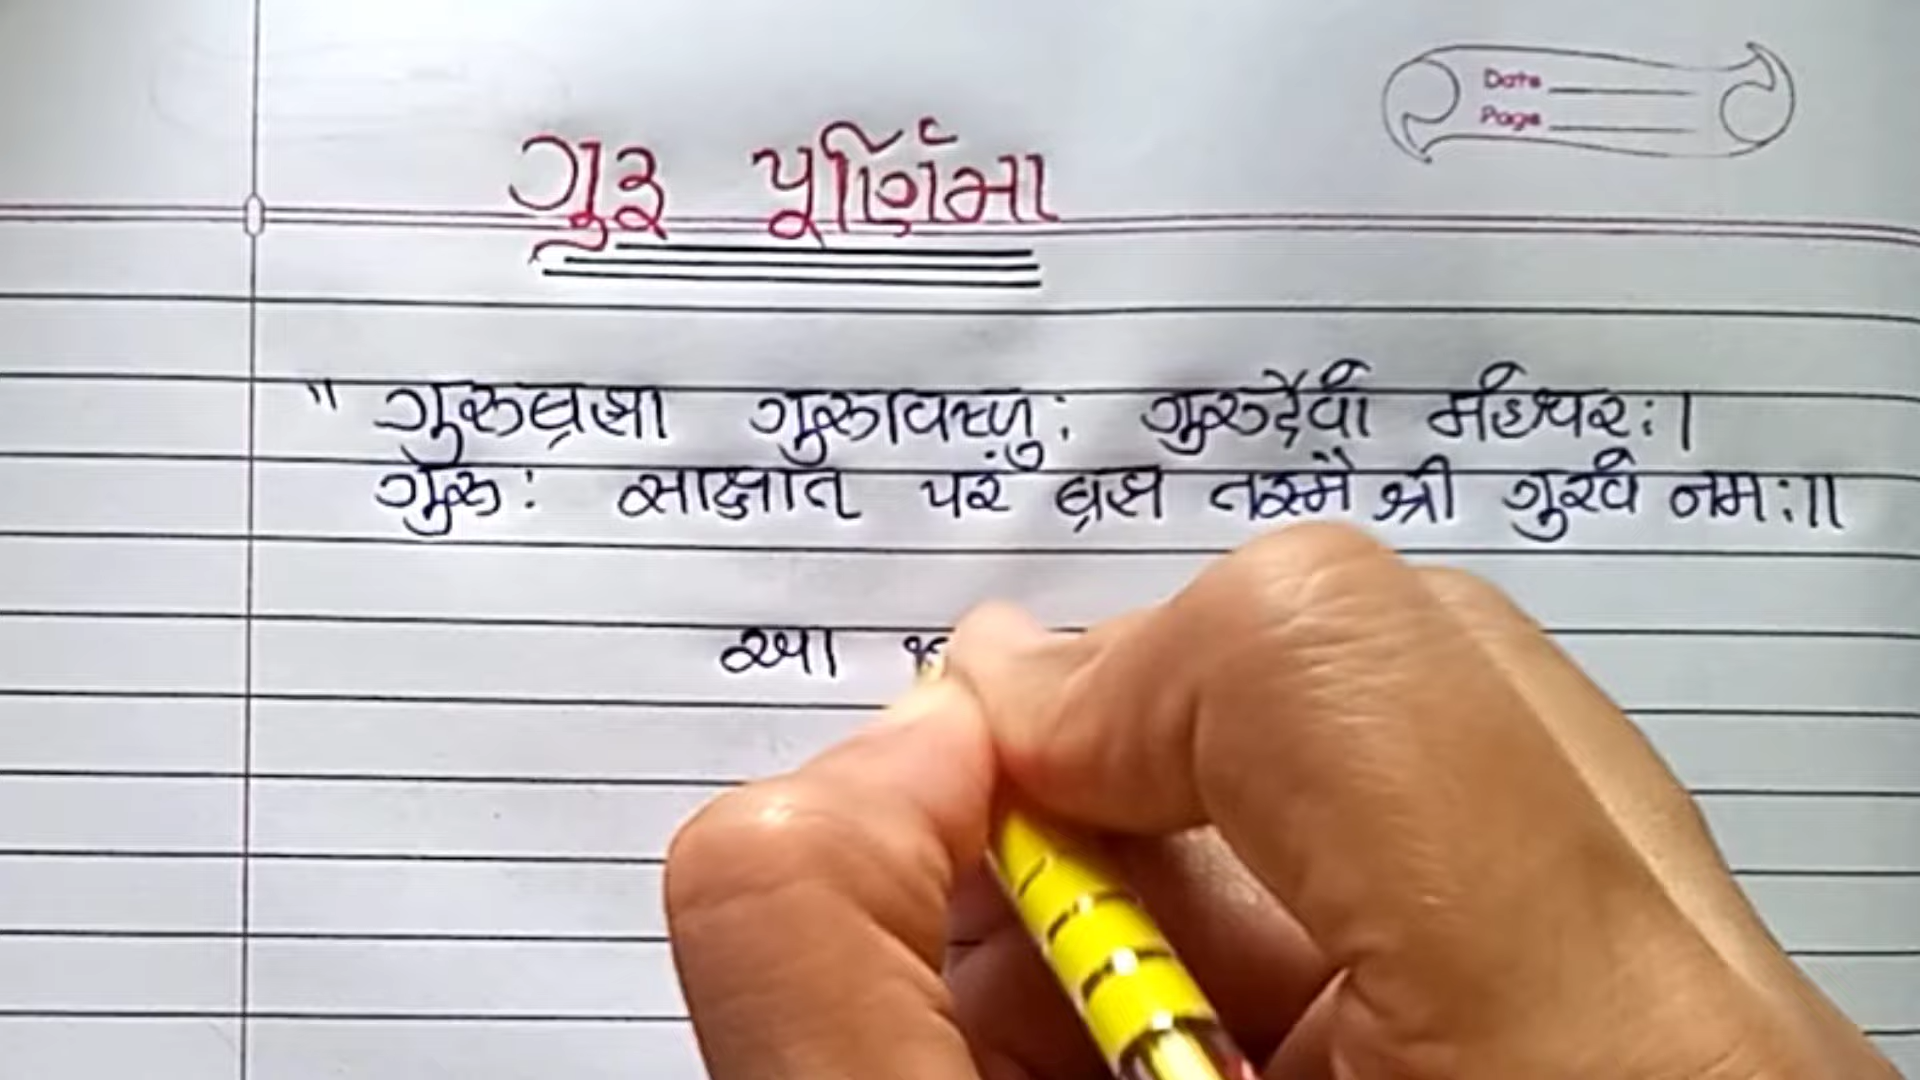 Date
Page
ગુરૂ પૂર્ણિમા
" ગુરુબ્રહ્મા ગુરુવિષ્ણુ: ગુરુર્દેવો મહેશ્વર:।
ગુરુ: સાક્ષાત પરં બ્રહ્મ તસ્મૈ શ્રી ગુરવે નમ:॥
આ